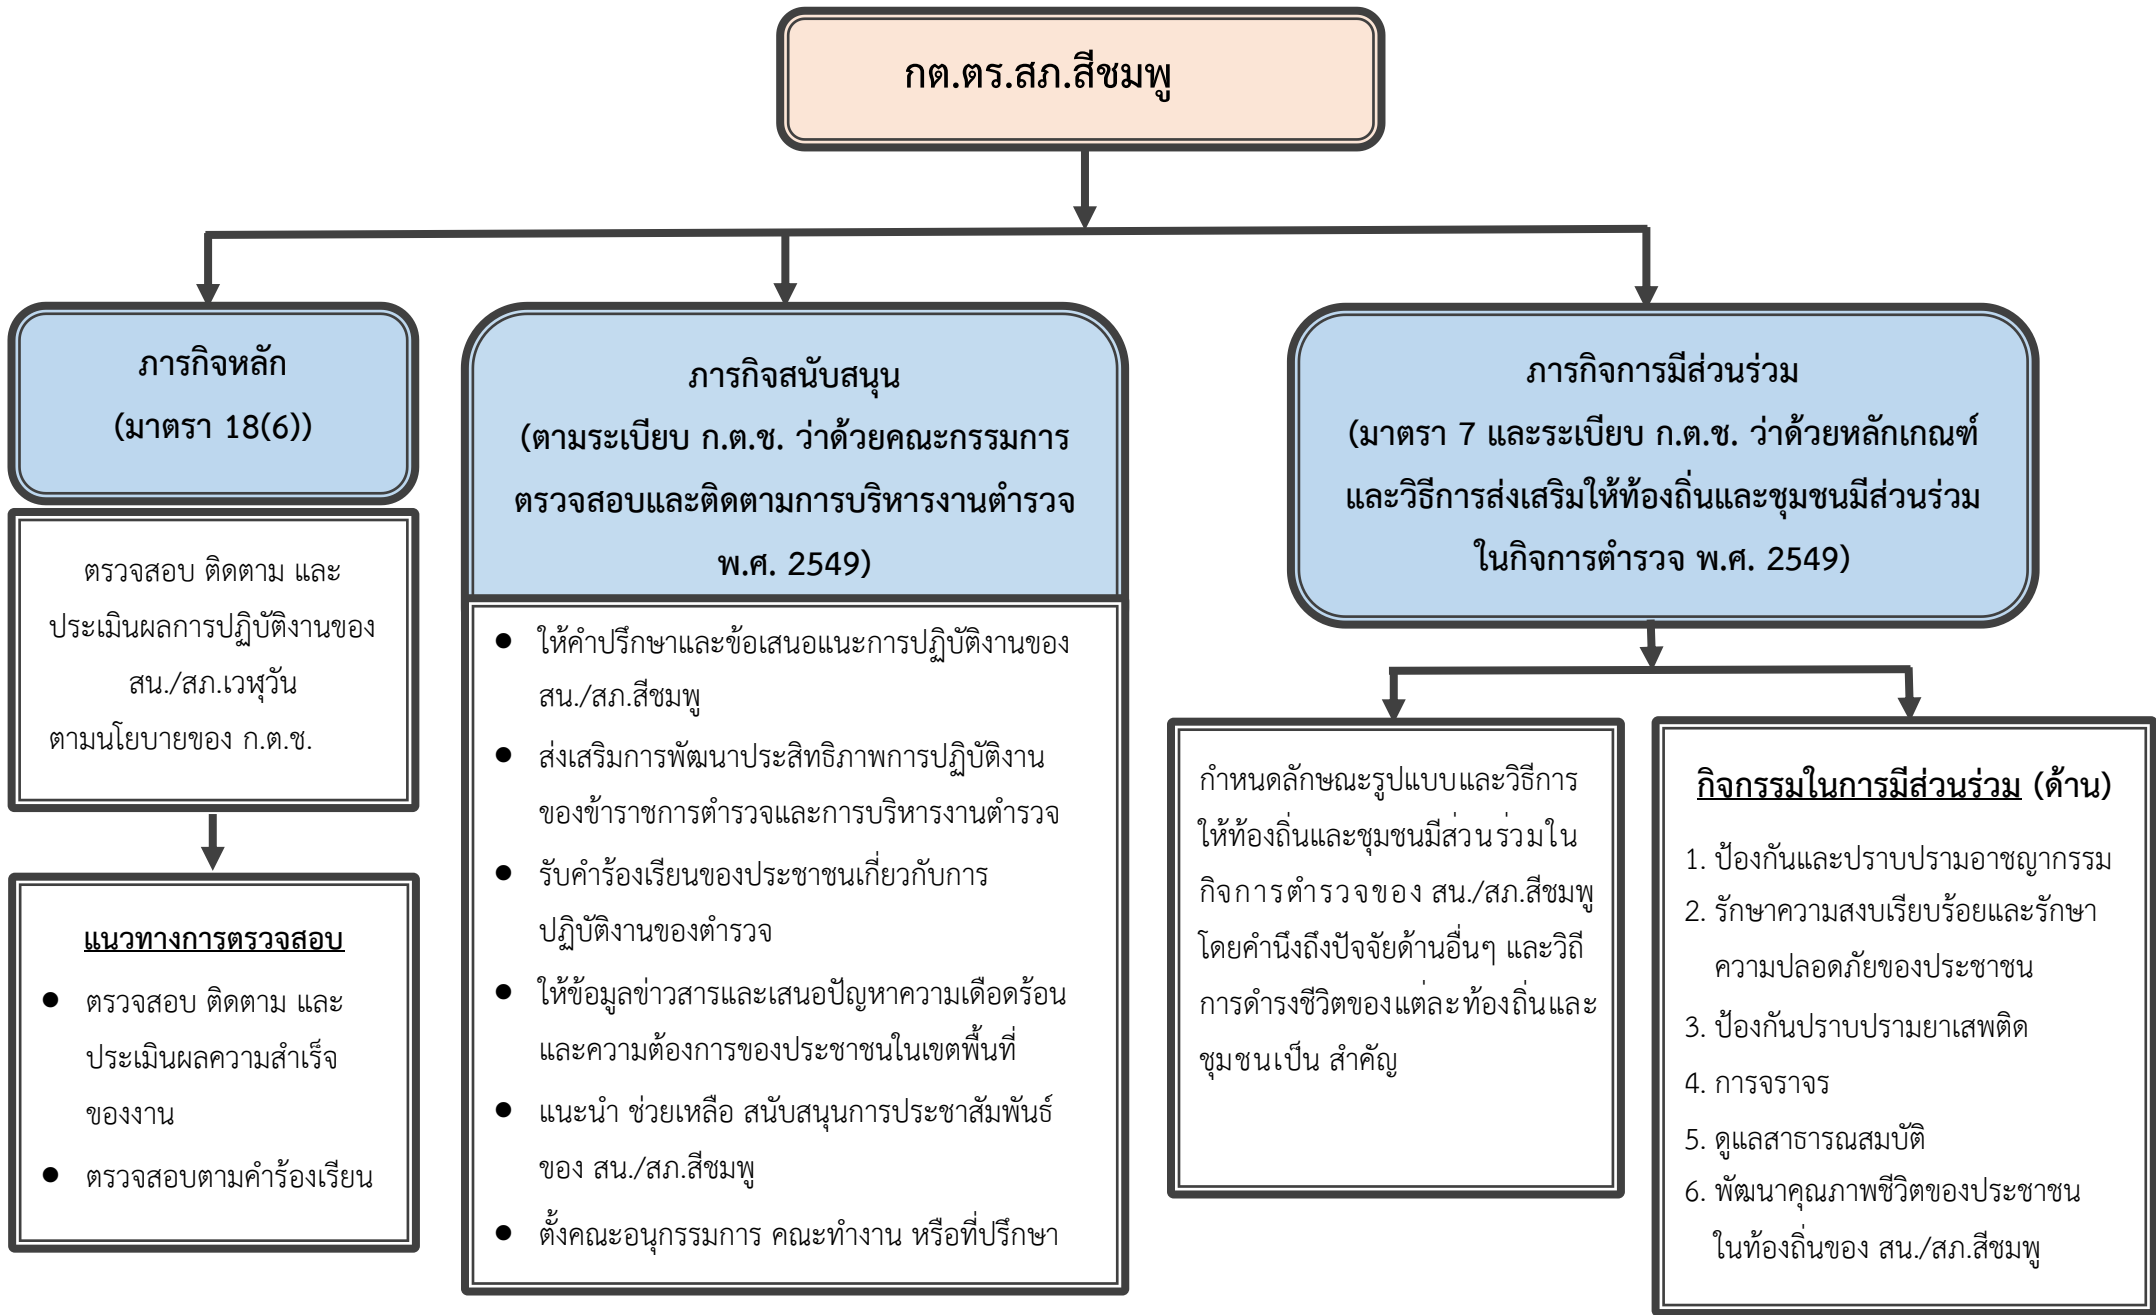 กต.ตร.สภ.สีชมพู
ภารกิจหลัก
(มาตรา 18(6))
ตรวจสอบ ติดตาม และ
ประเมินผลการปฏิบัติงานของ
สน./สภ.เวฬุวัน
ตามนโยบายของ ก.ต.ช.
แนวทางการตรวจสอบ
● ตรวจสอบ ติดตาม และ
ประเมินผลความสำเร็จ
ของงาน
● ตรวจสอบตามคำร้องเรียน
ภารกิจสนับสนุน
(ตามระเบียบ ก.ต.ช. ว่าด้วยคณะกรรมการ
ตรวจสอบและติดตามการบริหารงานตำรวจ
พ.ศ. 2549)
● ให้คำปรึกษาและข้อเสนอแนะการปฏิบัติงานของ
สน./สภ.สีชมพู
● ส่งเสริมการพัฒนาประสิทธิภาพการปฏิบัติงาน
ของข้าราชการตำรวจและการบริหารงานตำรวจ
● รับคำร้องเรียนของประชาชนเกี่ยวกับการ
ปฏิบัติงานของตำรวจ
● ให้ข้อมูลข่าวสารและเสนอปัญหาความเดือดร้อน
และความต้องการของประชาชนในเขตพื้นที่
● แนะนำ ช่วยเหลือ สนับสนุนการประชาสัมพันธ์
ของ สน./สภ.สีชมพู
● ตั้งคณะอนุกรรมการ คณะทำงาน หรือที่ปรึกษา
ภารกิจการมีส่วนร่วม
(มาตรา 7 และระเบียบ ก.ต.ช. ว่าด้วยหลักเกณฑ์
และวิธีการส่งเสริมให้ท้องถิ่นและชุมชนมีส่วนร่วม
ในกิจการตำรวจ พ.ศ. 2549)
กำหนดลักษณะรูปแบบและวิธีการ
ให้ท้องถิ่นและชุมชนมีส่วนร่วมใน
กิจการตำรวจของ สน./สภ.สีชมพู
โดยคำนึงถึงปัจจัยด้านอื่นๆ และวิถี
การดำรงชีวิตของแต่ละท้องถิ่นและ
ชุมชนเป็น สำคัญ
กิจกรรมในการมีส่วนร่วม (ด้าน)
1. ป้องกันและปราบปรามอาชญากรรม
2. รักษาความสงบเรียบร้อยและรักษา
ความปลอดภัยของประชาชน
3. ป้องกันปราบปรามยาเสพติด
4. การจราจร
5. ดูแลสาธารณสมบัติ
6. พัฒนาคุณภาพชีวิตของประชาชน
ในท้องถิ่นของ สน./สภ.สีชมพู